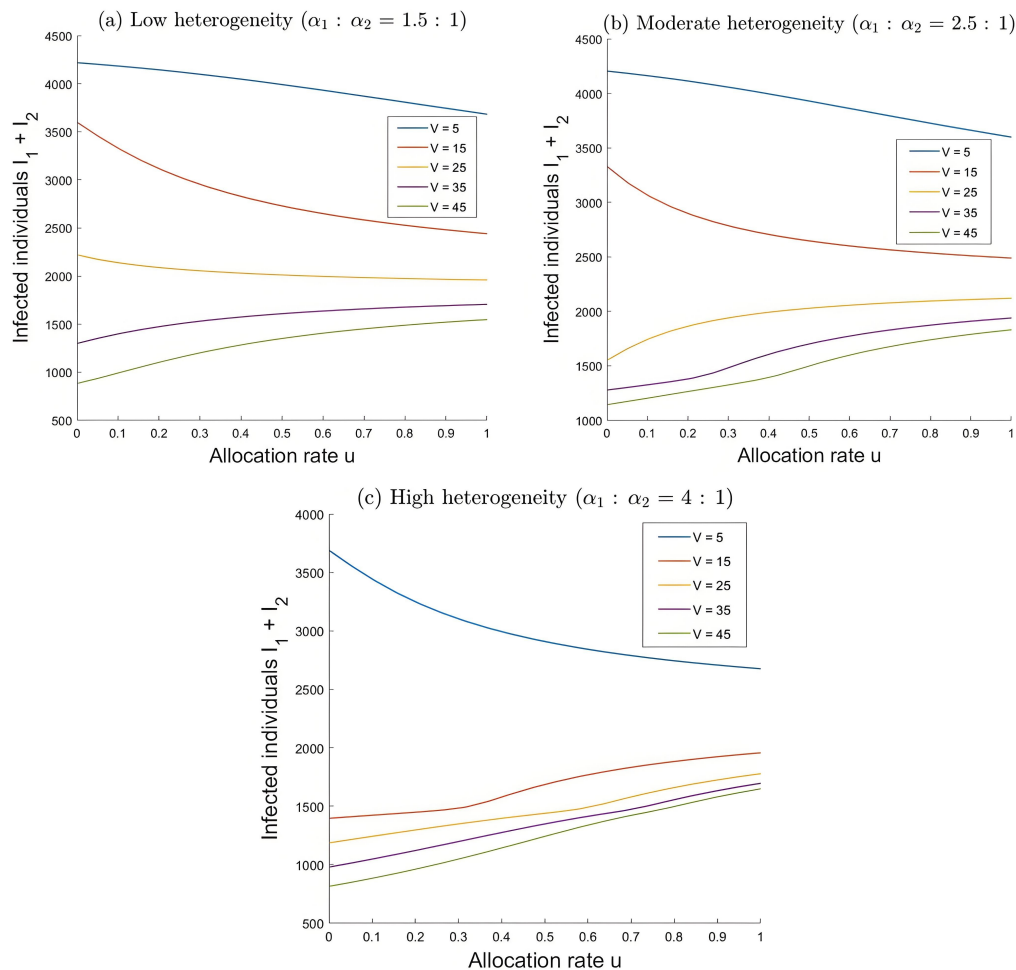 (a) Low heterogeneity (α₁ : α₂ = 1.5 : 1)
4500
4000
3500
3000
2500
2000
1500
1000
500
Infected individuals I₁ + I₂
V = 5
V = 15
V = 25
V = 35
V = 45
0 0.1 0.2 0.3 0.4 0.5 0.6 0.7 0.8 0.9 1
Allocation rate u
(b) Moderate heterogeneity (α₁ : α₂ = 2.5 : 1)
4500
4000
3500
3000
2500
2000
1500
1000
Infected individuals I₁ + I₂
V = 5
V = 15
V = 25
V = 35
V = 45
0 0.1 0.2 0.3 0.4 0.5 0.6 0.7 0.8 0.9 1
Allocation rate u
(c) High heterogeneity (α₁ : α₂ = 4 : 1)
4000
3500
3000
2500
2000
1500
1000
500
Infected individuals I₁ + I₂
V = 5
V = 15
V = 25
V = 35
V = 45
0 0.1 0.2 0.3 0.4 0.5 0.6 0.7 0.8 0.9 1
Allocation rate u